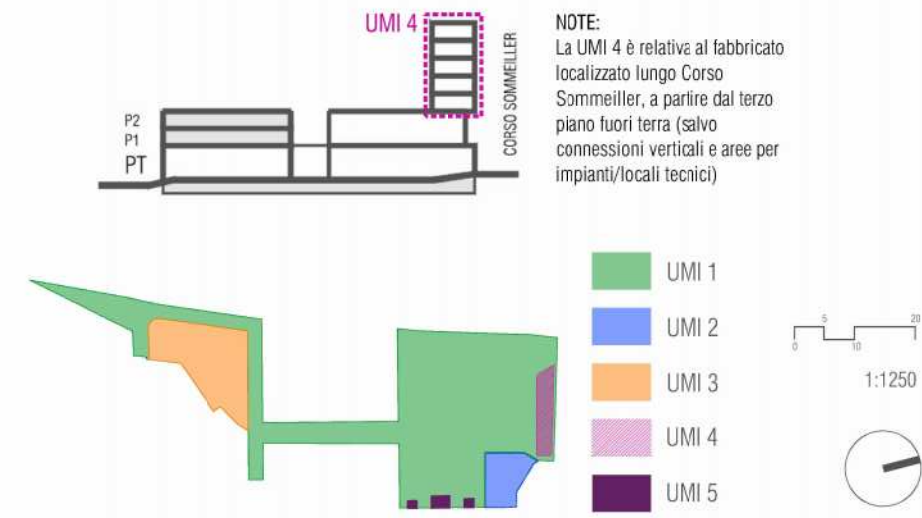 UMI 4
P2
P1
PT
CORSO SOMMEILLER
NOTE:
La UMI 4 è relativa al fabbricato
localizzato lungo Corso
Sommeiller, a partire dal terzo
piano fuori terra (salvo
connessioni verticali e aree per
impianti/locali tecnici)
UMI 1
UMI 2
UMI 3
UMI 4
UMI 5
0
5
10
20
1:1250